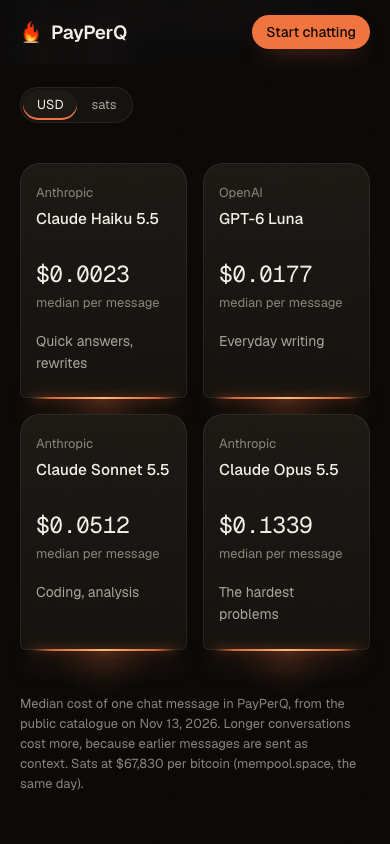 PayPerQ
Start chatting
USD
sats
Anthropic
Claude Haiku 5.5
$0.0023
median per message
Quick answers,
rewrites
OpenAI
GPT-6 Luna
$0.0177
median per message
Everyday writing
Anthropic
Claude Sonnet 5.5
$0.0512
median per message
Coding, analysis
Anthropic
Claude Opus 5.5
$0.1339
median per message
The hardest
problems
Median cost of one chat message in PayPerQ, from the
public catalogue on Nov 13, 2026. Longer conversations
cost more, because earlier messages are sent as
context. Sats at $67,830 per bitcoin (mempool.space, the
same day).